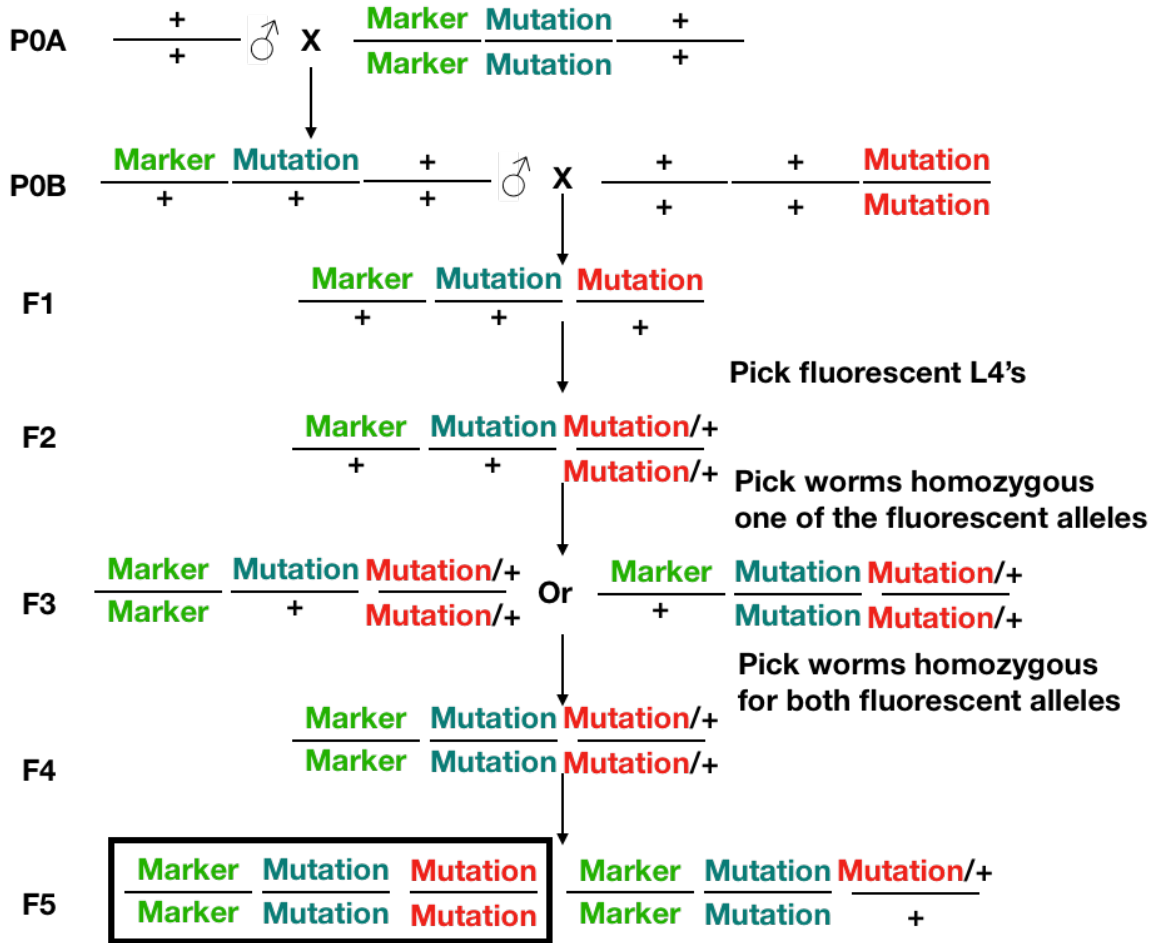 + Marker Mutation +
P0A ♂ X
+ Marker Mutation +
Marker Mutation + + + Mutation
P0B ♂ X
+ + + + + Mutation
Marker Mutation Mutation
F1
+ + +
Pick fluorescent L4's
Marker Mutation Mutation/+
F2
+ + Mutation/+
Pick worms homozygous
one of the fluorescent alleles
Marker Mutation Mutation/+ Marker Mutation Mutation/+
F3 Or
Marker + Mutation/+ + Mutation Mutation/+
Pick worms homozygous
for both fluorescent alleles
Marker Mutation Mutation/+
F4
Marker Mutation Mutation/+
Marker Mutation Mutation Marker Mutation Mutation/+
F5
Marker Mutation Mutation Marker Mutation +